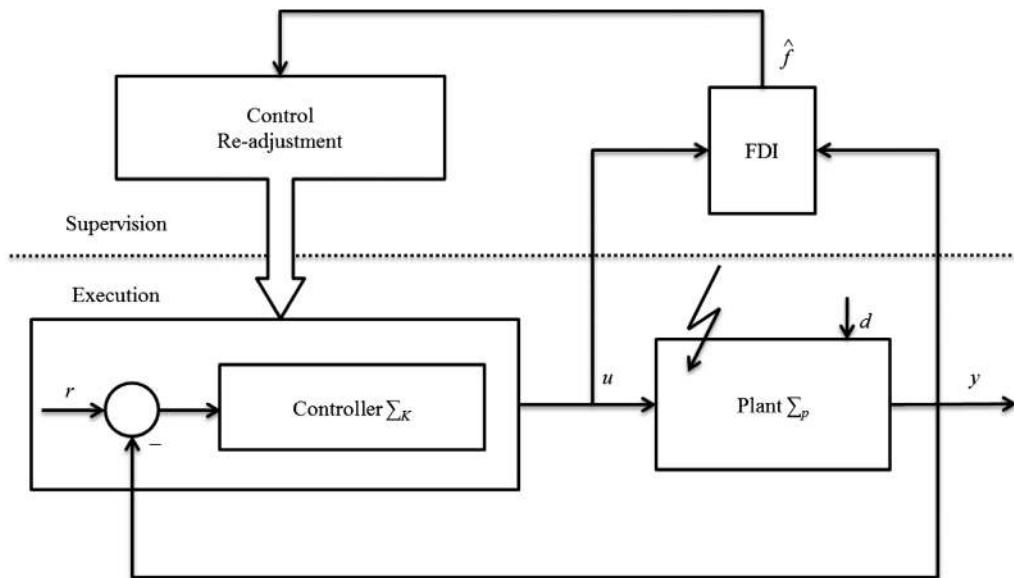 f̂
Control
Re-adjustment
FDI
Supervision
Execution
d
r
Controller ∑K
u
Plant ∑p
y
−